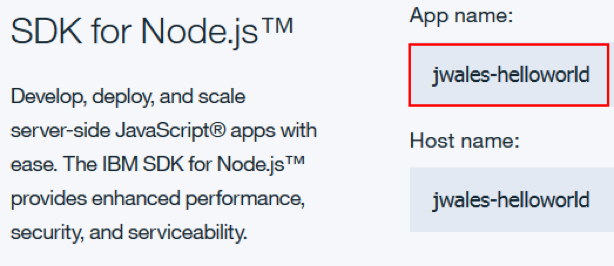 SDK for Node.js™
Develop, deploy, and scale
server-side JavaScript® apps with
ease. The IBM SDK for Node.js™
provides enhanced performance,
security, and serviceability.
App name:
jwales-helloworld
Host name:
jwales-helloworld